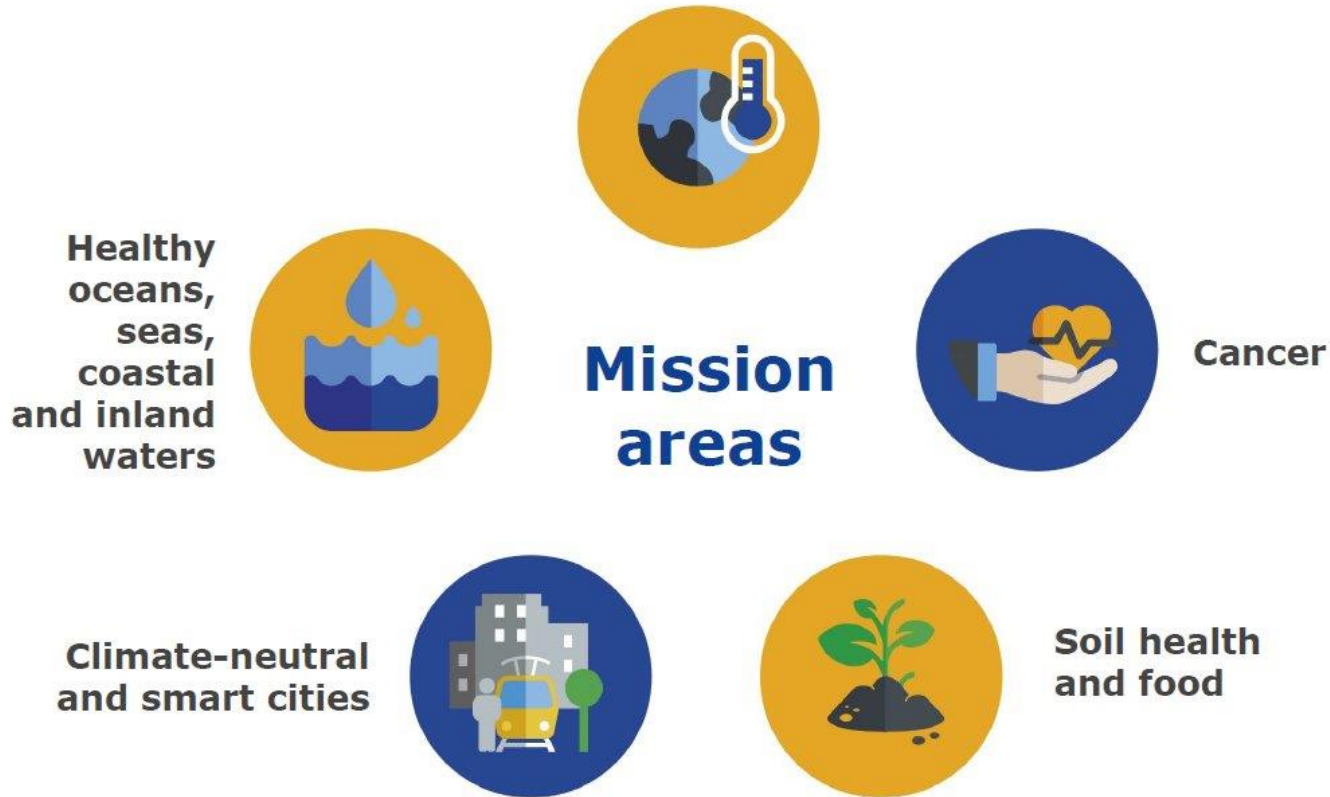 Healthy
oceans,
seas,
coastal
and inland
waters
Mission
areas
Cancer
Climate-neutral
and smart cities
Soil health
and food